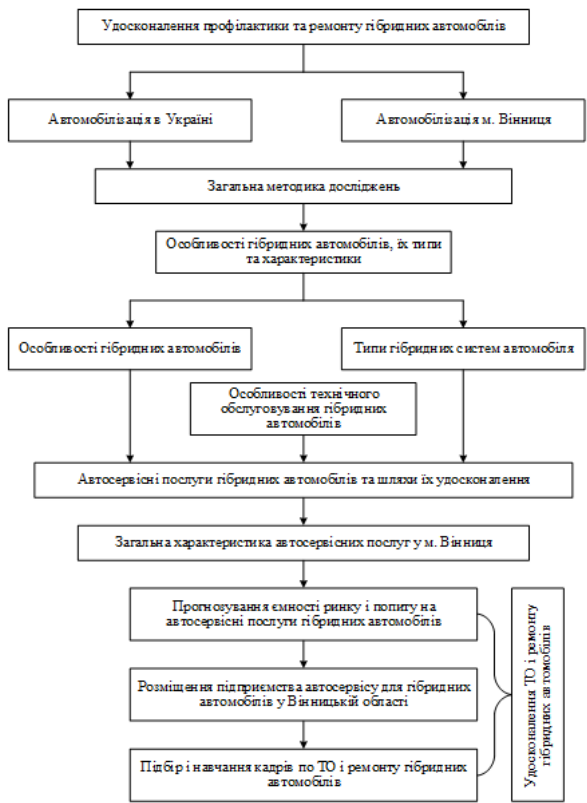 Удосконалення профілактики та ремонту гібридних автомобілів
Автомобілізація в Україні
Автомобілізація м. Вінниця
Загальна методика досліджень
Особливості гібридних автомобілів, їх типи
та характеристики
Особливості гібридних автомобілів
Типи гібридних систем автомобіля
Особливості технічного
обслуговування гібридних
автомобілів
Автосервісні послуги гібридних автомобілів та шляхи їх удосконалення
Загальна характеристика автосервісних послуг у м. Вінниця
Прогнозування ємності ринку і попиту на
автосервісні послуги гібридних автомобілів
Розміщення підприємства автосервісу для гібридних
автомобілів у Вінницькій області
Підбір і навчання кадрів по ТО і ремонту гібридних
автомобілів
Удосконалення ТО і ремонту
гібридних автомобілів